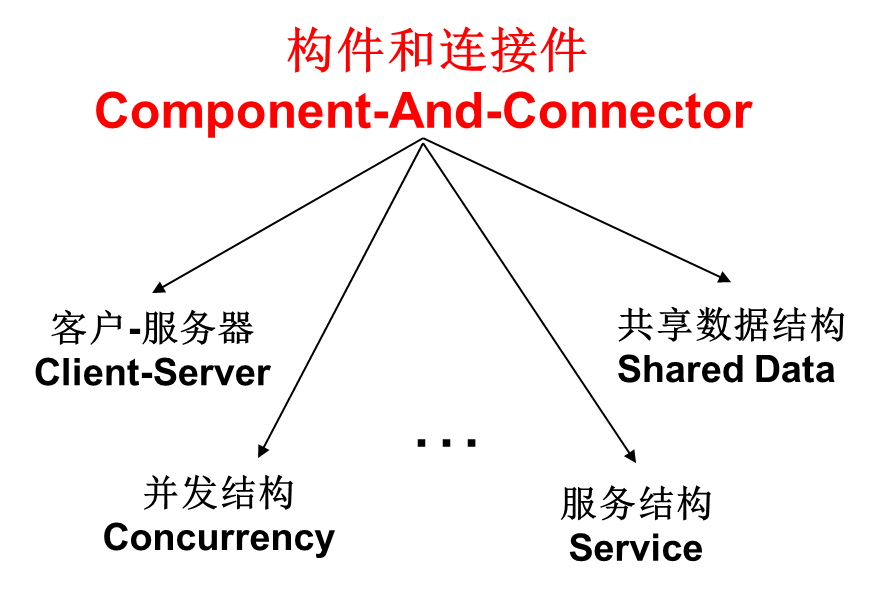 构件和连接件
Component-And-Connector
客户-服务器
Client-Server
共享数据结构
Shared Data
...
并发结构
Concurrency
服务结构
Service